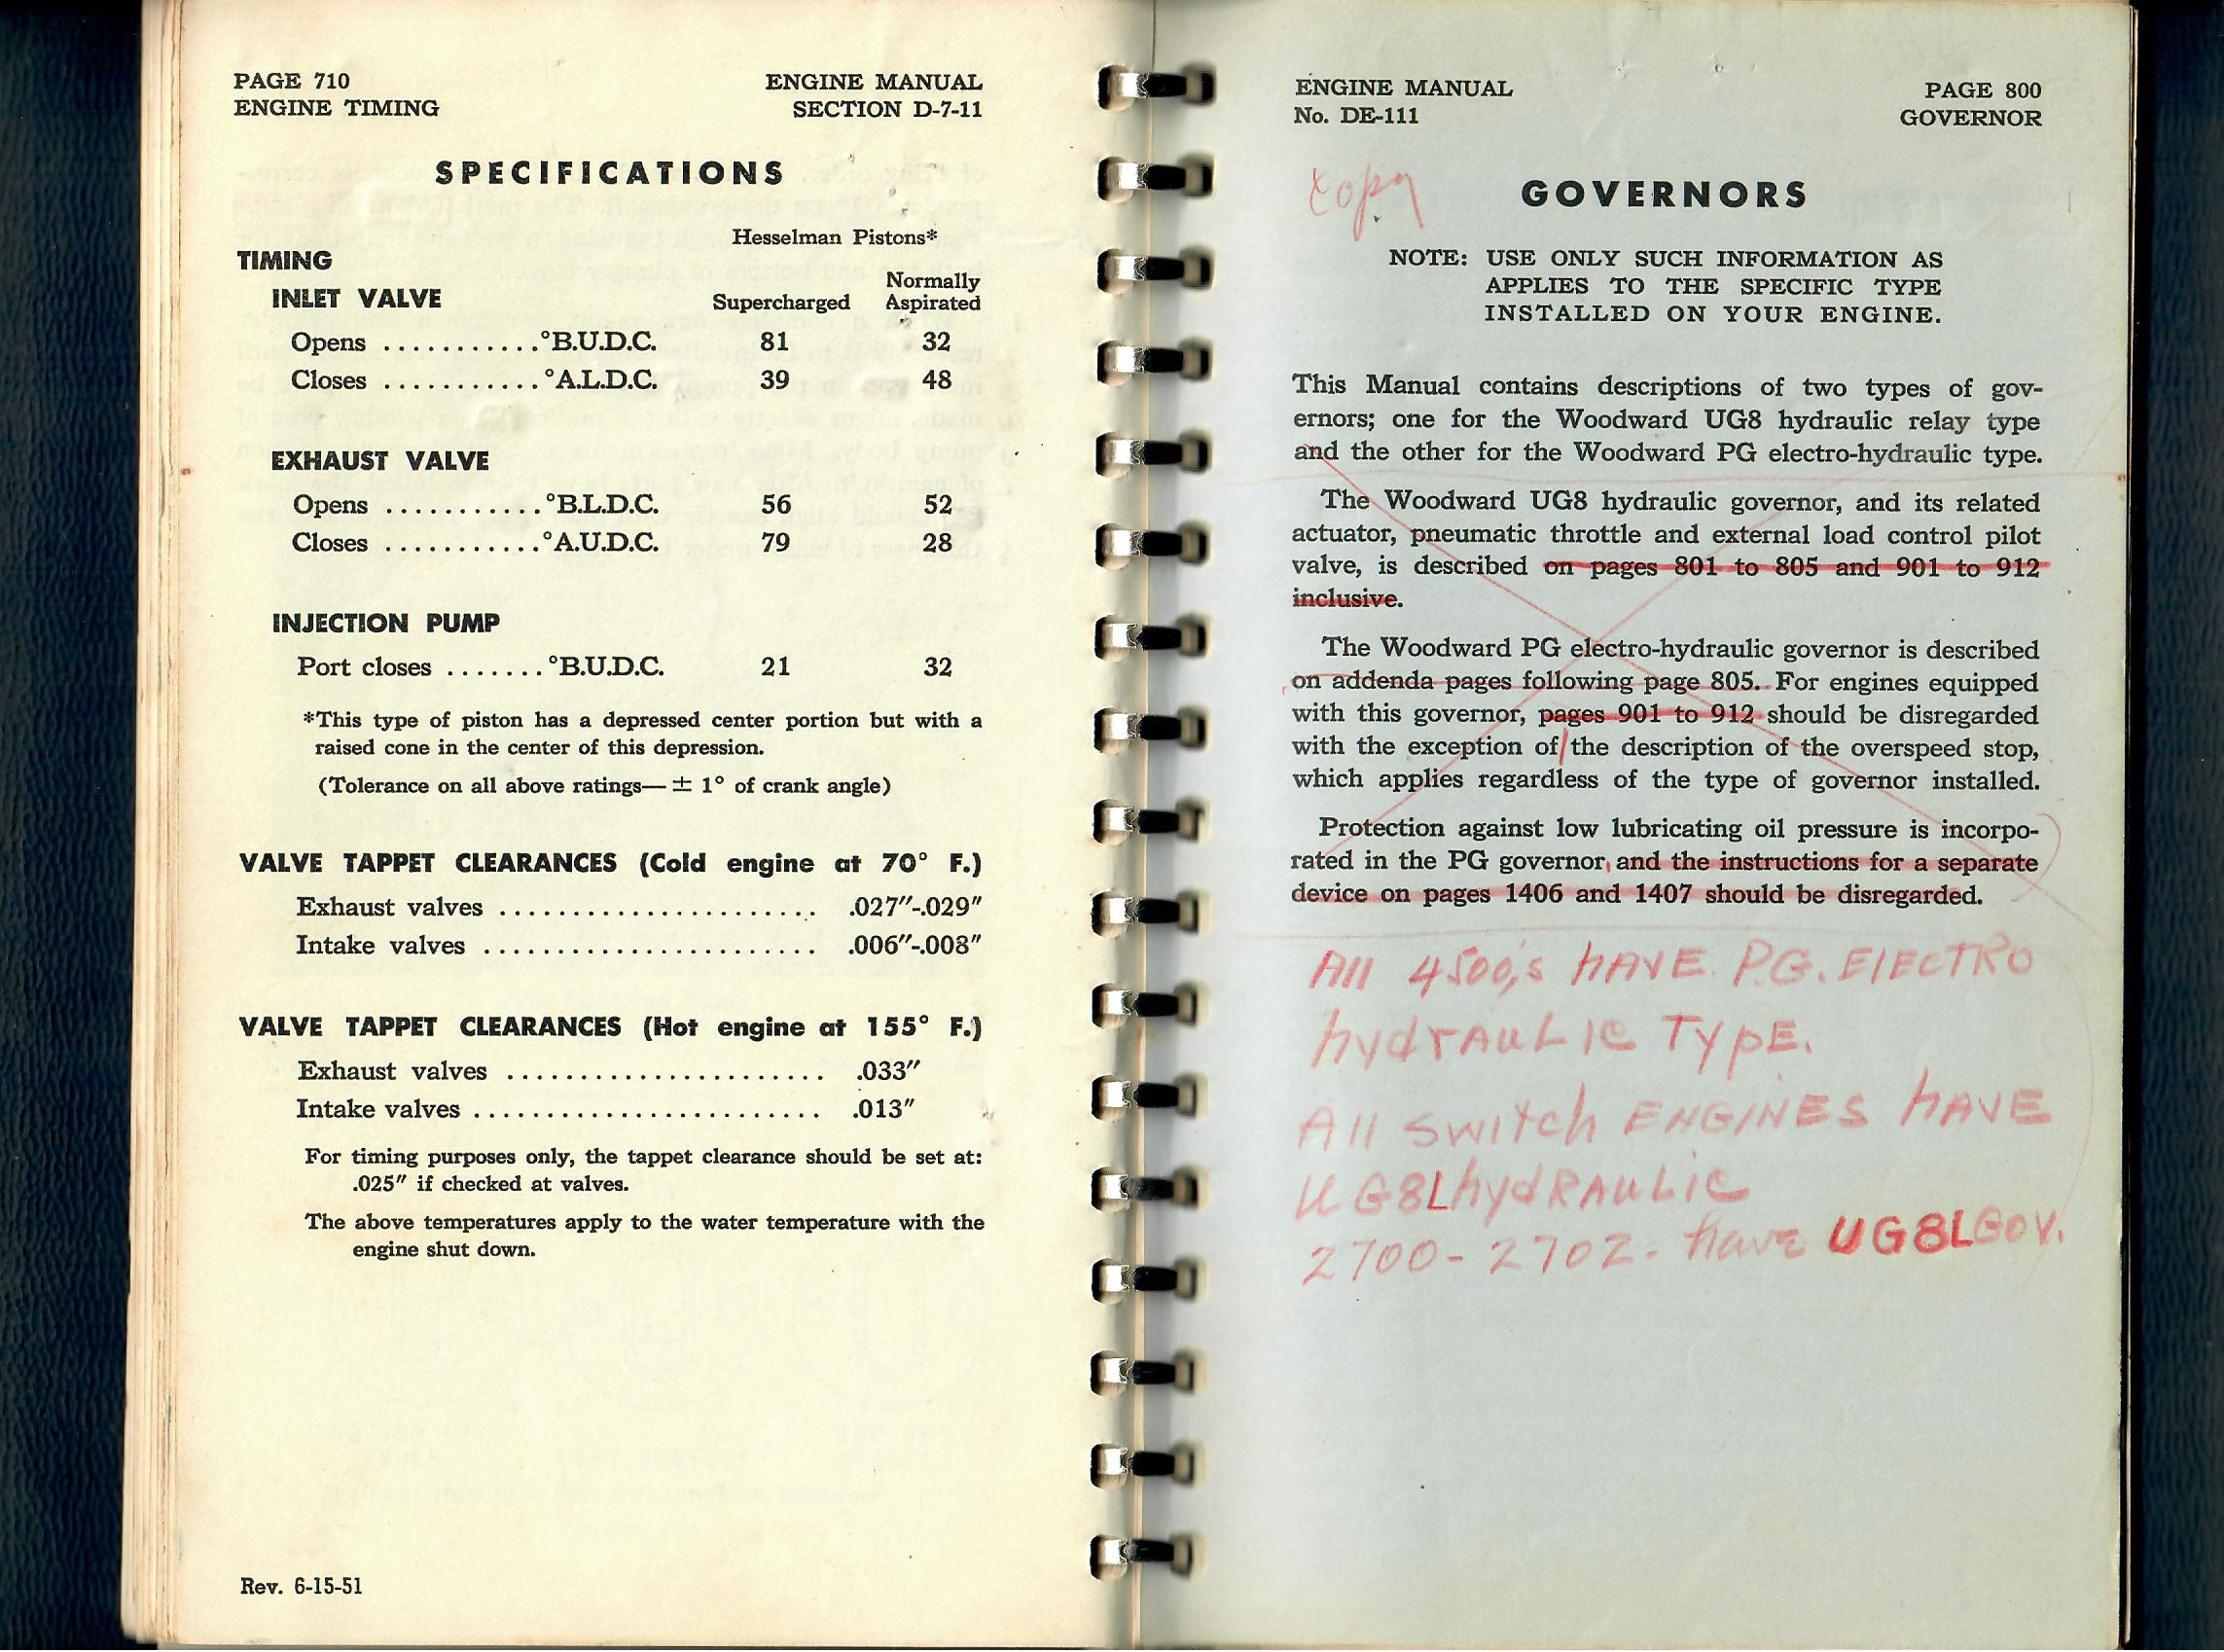 PAGE 710 ENGINE MANUAL
ENGINE TIMING SECTION D-7-11
SPECIFICATIONS
Hesselman Pistons*
TIMING
Normally
INLET VALVE Supercharged Aspirated
Opens ...........°B.U.D.C. 81 32
Closes ...........°A.L.D.C. 39 48
EXHAUST VALVE
Opens ...........°B.L.D.C. 56 52
Closes ...........°A.U.D.C. 79 28
INJECTION PUMP
Port closes .......°B.U.D.C. 21 32
*This type of piston has a depressed center portion but with a
raised cone in the center of this depression.
(Tolerance on all above ratings— ± 1° of crank angle)
VALVE TAPPET CLEARANCES (Cold engine at 70° F.)
Exhaust valves ...................... .027″-.029″
Intake valves ....................... .006″-.008″
VALVE TAPPET CLEARANCES (Hot engine at 155° F.)
Exhaust valves ...................... .033″
Intake valves ........................ .013″
For timing purposes only, the tappet clearance should be set at:
.025″ if checked at valves.
The above temperatures apply to the water temperature with the
engine shut down.
Rev. 6-15-51
ENGINE MANUAL PAGE 800
No. DE-111 GOVERNOR
copy
GOVERNORS
NOTE: USE ONLY SUCH INFORMATION AS
APPLIES TO THE SPECIFIC TYPE
INSTALLED ON YOUR ENGINE.
This Manual contains descriptions of two types of gov-
ernors; one for the Woodward UG8 hydraulic relay type
and the other for the Woodward PG electro-hydraulic type.
The Woodward UG8 hydraulic governor, and its related
actuator, pneumatic throttle and external load control pilot
valve, is described on pages 801 to 805 and 901 to 912
inclusive.
The Woodward PG electro-hydraulic governor is described
on addenda pages following page 805. For engines equipped
with this governor, pages 901 to 912 should be disregarded
with the exception of the description of the overspeed stop,
which applies regardless of the type of governor installed.
Protection against low lubricating oil pressure is incorpo-
rated in the PG governor, and the instructions for a separate
device on pages 1406 and 1407 should be disregarded.
All 4500,s HAVE P.G. ElECTRO
hydrAuLIC TypE.
All Switch ENGINES HAVE
UG8L hydRAuLic
2700-2702- have UG8L GOV.